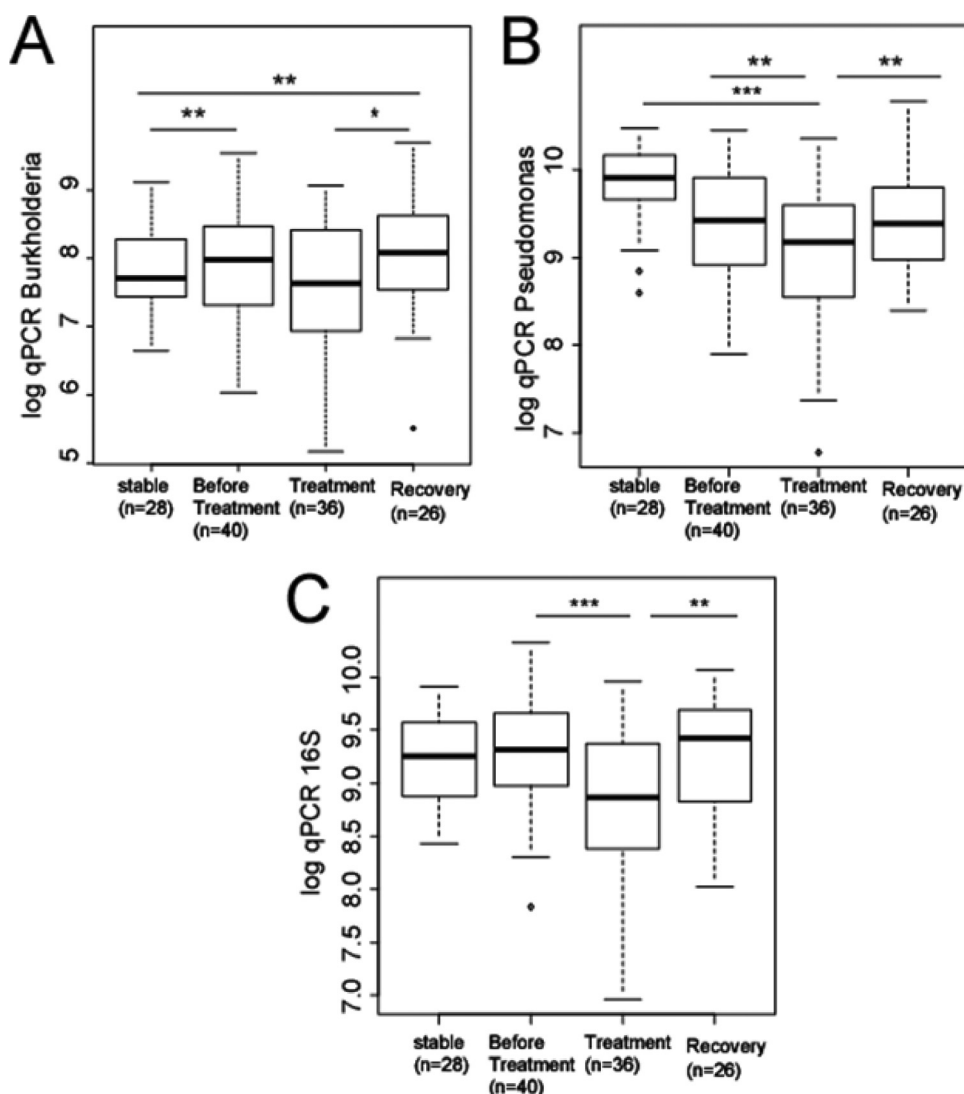 A
**
**
*
log qPCR Burkholderia
9
8
7
6
5
stable
(n=28)
Before
Treatment
(n=40)
Treatment
(n=36)
Recovery
(n=26)
B
**
**
***
log qPCR Pseudomonas
10
9
8
7
stable
(n=28)
Before
Treatment
(n=40)
Treatment
(n=36)
Recovery
(n=26)
C
***
**
log qPCR 16S
10.0
9.5
9.0
8.5
8.0
7.5
7.0
stable
(n=28)
Before
Treatment
(n=40)
Treatment
(n=36)
Recovery
(n=26)